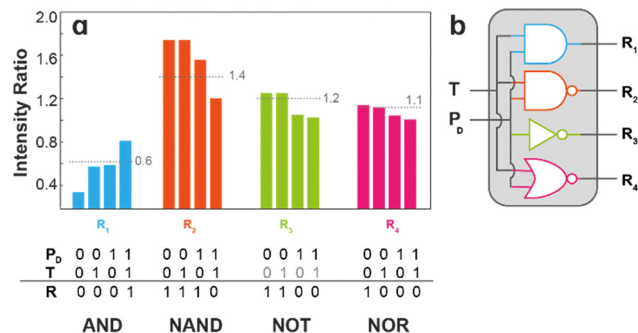 a
b
2.0
1.6
1.2
0.8
0.4
Intensity Ratio
0.6
1.4
1.2
1.1
R1 R2 R3 R4
PD 0 0 1 1 0 0 1 1 0 0 1 1 0 0 1 1
T 0 1 0 1 0 1 0 1 0 1 0 1 0 1 0 1
R 0 0 0 1 1 1 1 0 1 1 0 0 1 0 0 0
AND NAND NOT NOR
T
PD
R1
R2
R3
R4